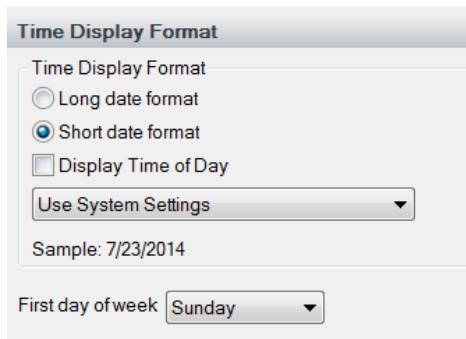 Time Display Format
Time Display Format
Long date format
Short date format
Display Time of Day
Use System Settings
Sample: 7/23/2014
First day of week Sunday